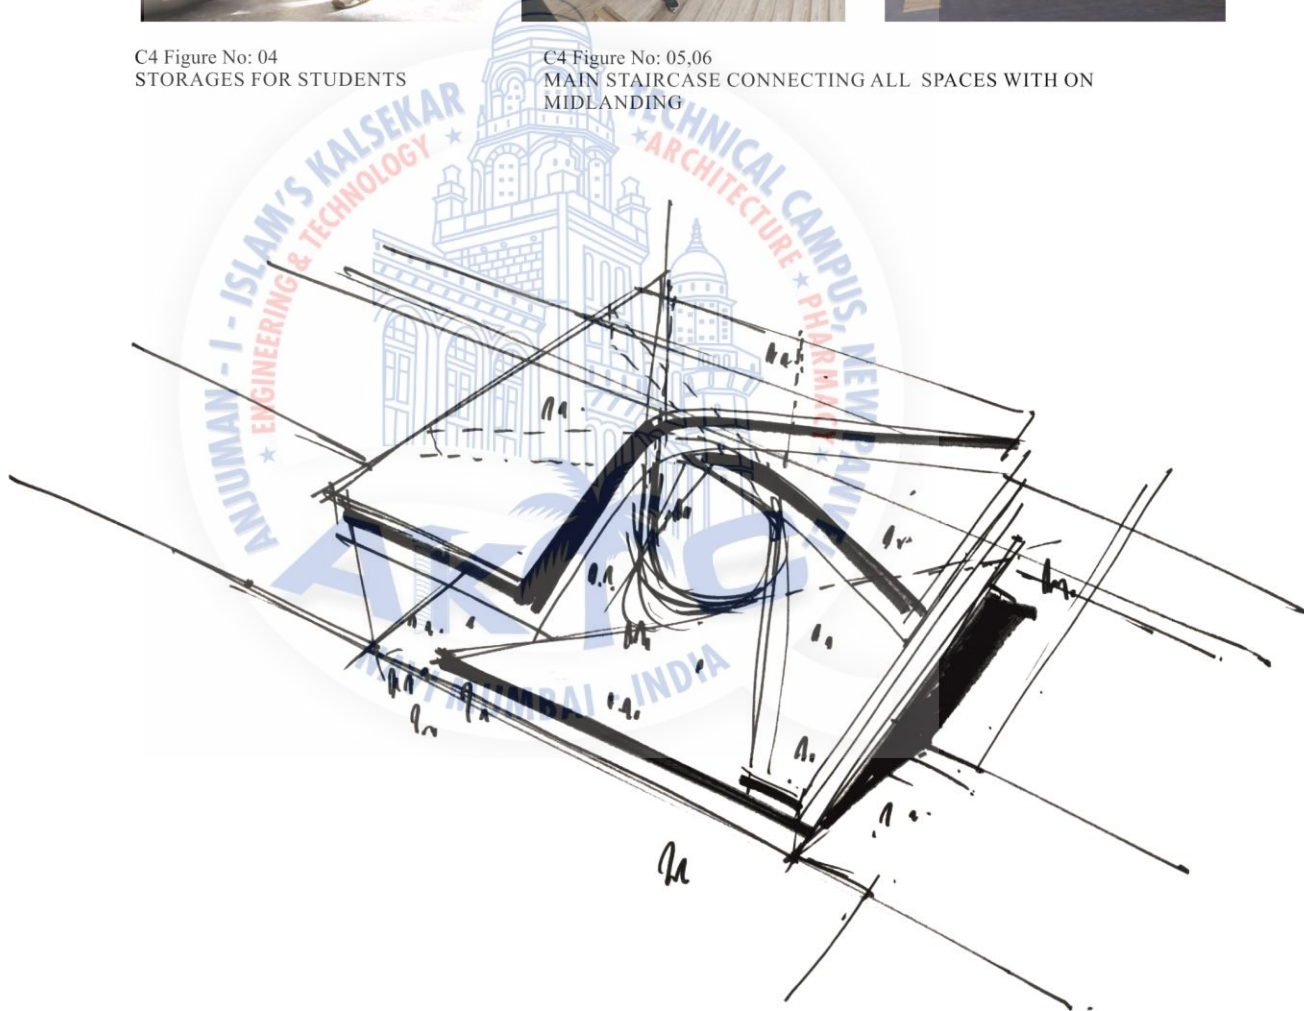 C4 Figure No: 04
STORAGES FOR STUDENTS
C4 Figure No: 05,06
MAIN STAIRCASE CONNECTING ALL SPACES WITH ON
MIDLANDING
ANJUMAN - I - ISLAM'S KALSEKAR TECHNICAL CAMPUS, NEW PANVEL
★ ENGINEERING & TECHNOLOGY ★ ★ ARCHITECTURE ★ PHARMACY ★
AKTC
NAVI MUMBAI - INDIA